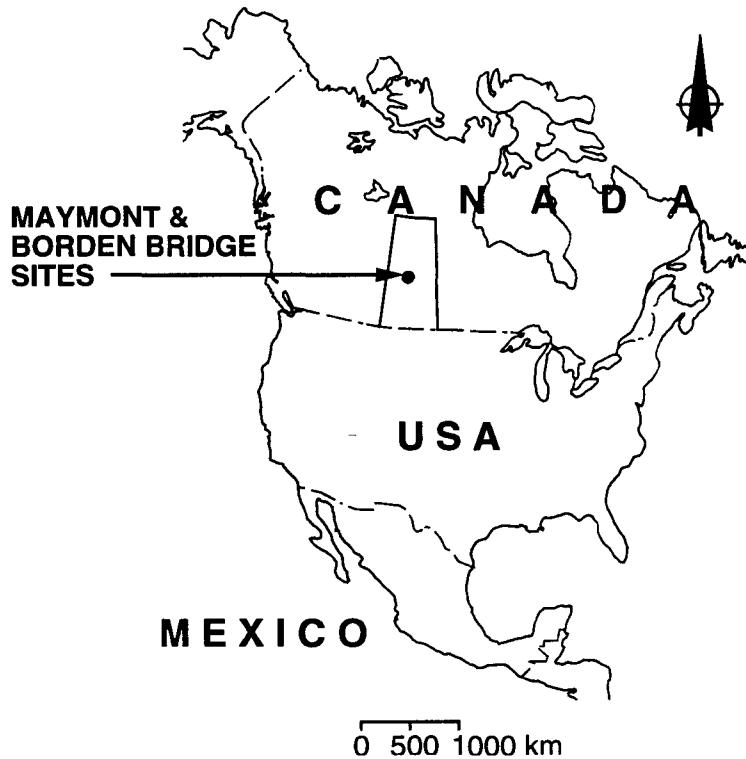 C A N A D A
MAYMONT &
BORDEN BRIDGE
SITES
USA
MEXICO
0 500 1000 km